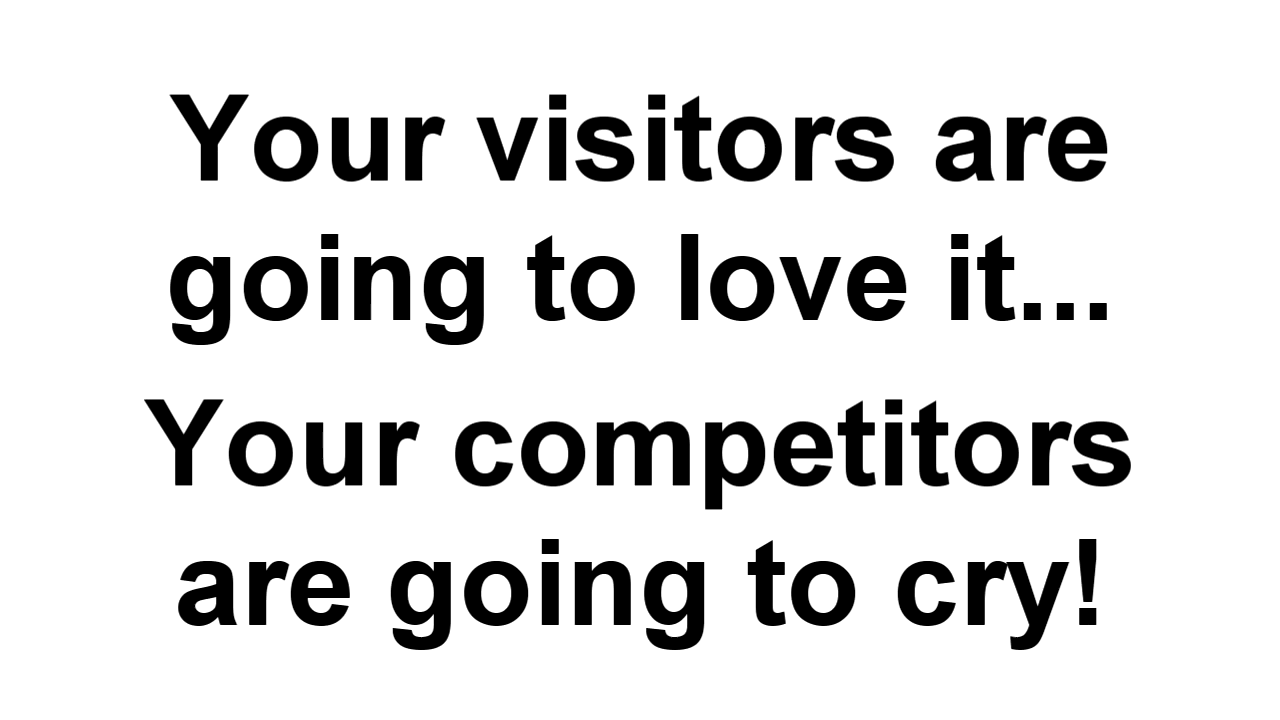 Your visitors are
going to love it...
Your competitors
are going to cry!